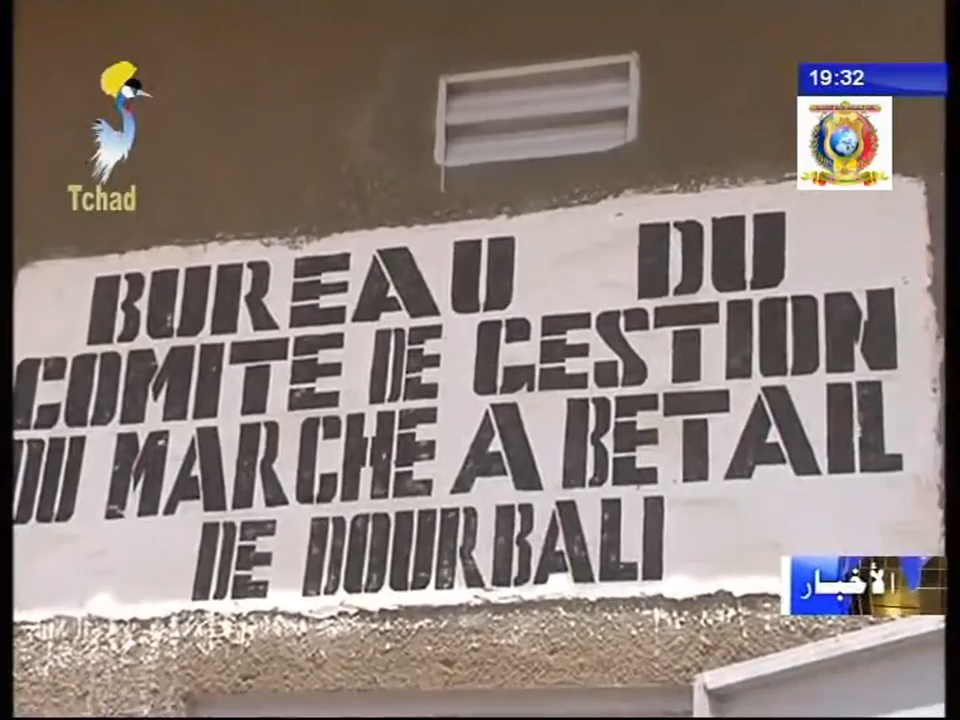 19:32
Tchad
BUREAU DU
COMITE DE GESTION
DU MARCHE A BETAIL
DE DOURBALI
الأخبار